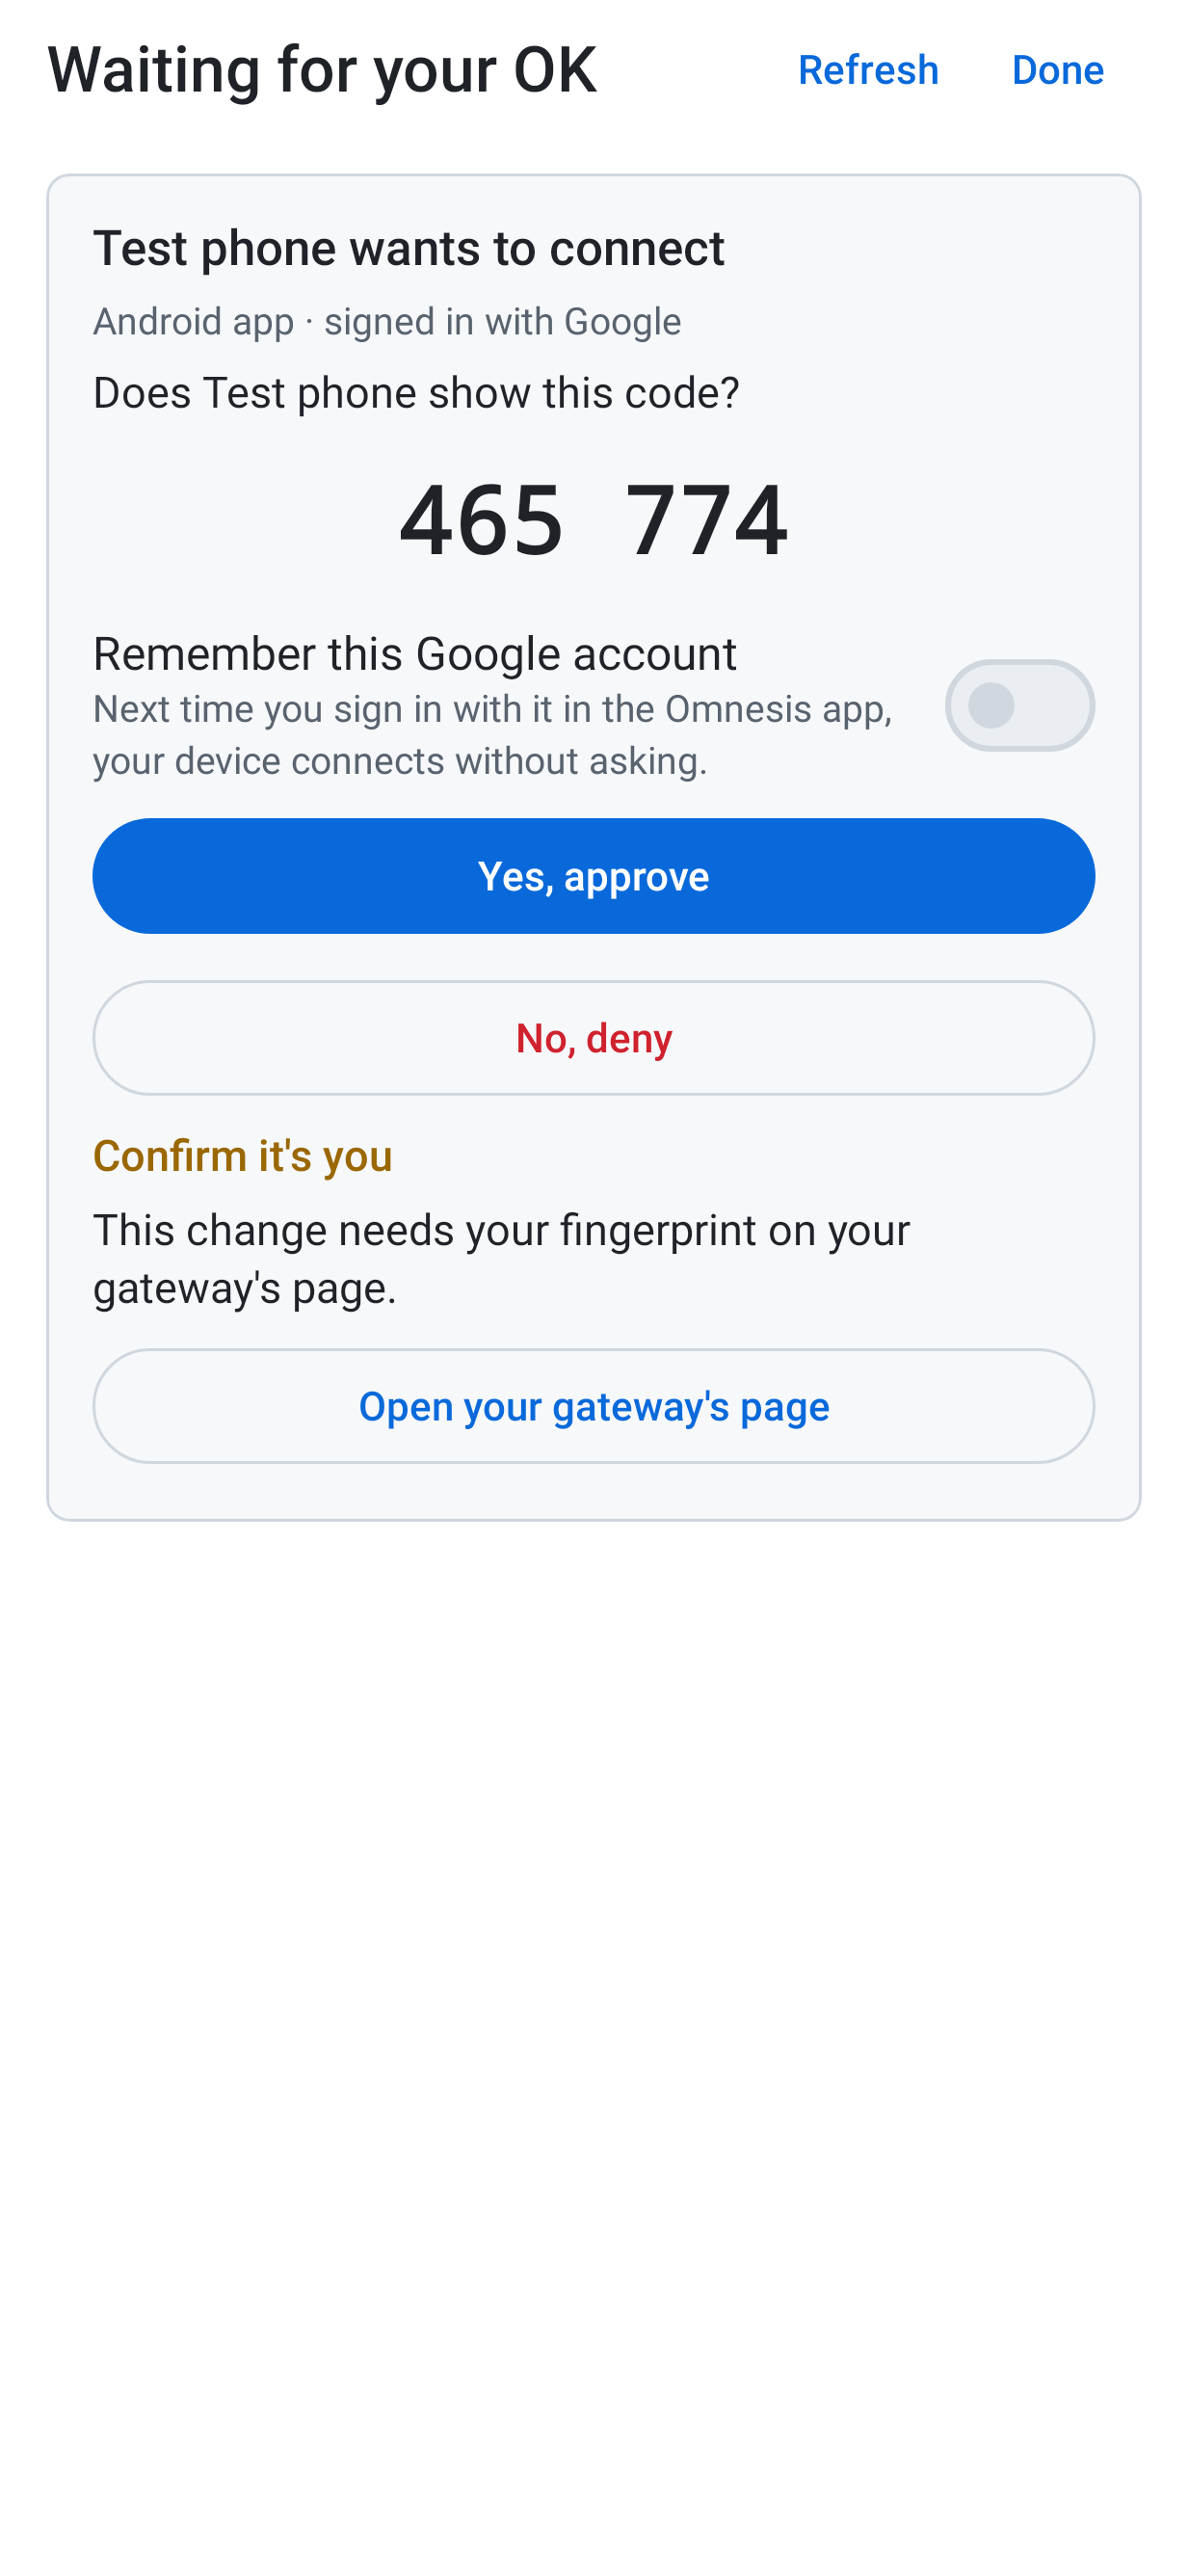 Waiting for your OK
Refresh
Done
Test phone wants to connect
Android app · signed in with Google
Does Test phone show this code?
465 774
Remember this Google account
Next time you sign in with it in the Omnesis app,
your device connects without asking.
Yes, approve
No, deny
Confirm it's you
This change needs your fingerprint on your
gateway's page.
Open your gateway's page